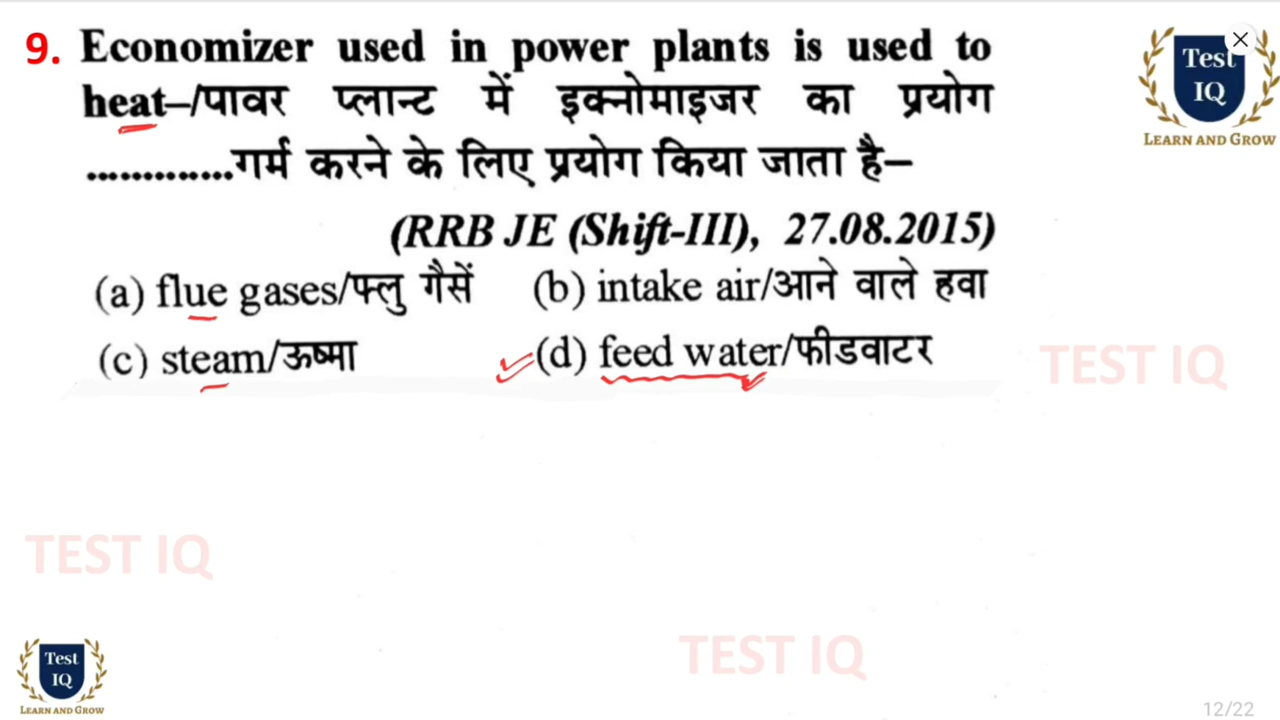 9. Economizer used in power plants is used to
heat–/पावर प्लान्ट में इक्नोमाइजर का प्रयोग
.............गर्म करने के लिए प्रयोग किया जाता है–
(RRB JE (Shift-III), 27.08.2015)
(a) flue gases/फ्लु गैसें (b) intake air/आने वाले हवा
(c) steam/ऊष्मा (d) feed water/फीडवाटर
Test
IQ
LEARN AND GROW
TEST IQ
TEST IQ
TEST IQ
Test
IQ
LEARN AND GROW
12/22